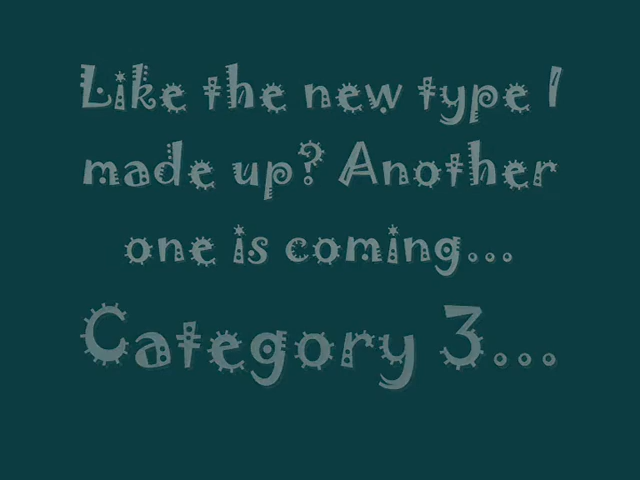 Like the new type I
made up? Another
one is coming...
Category 3...